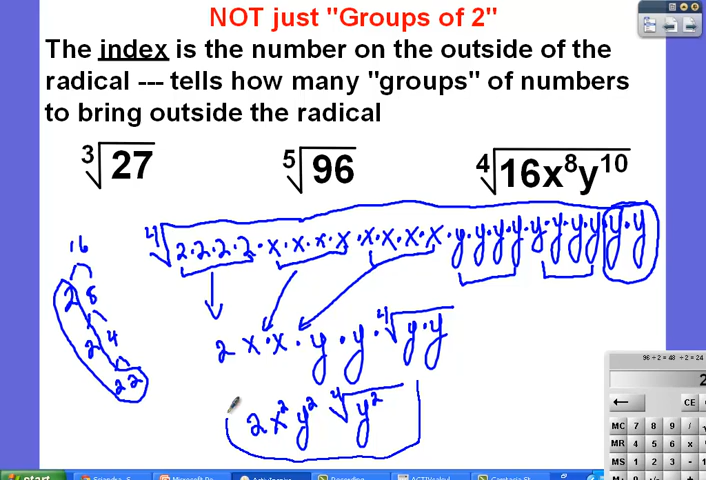 NOT just "Groups of 2"
The index is the number on the outside of the
radical --- tells how many "groups" of numbers
to bring outside the radical
∛27 ⁵√96 ⁴√16x⁸y¹⁰
⁴√2·2·2·2·x·x·x·x·x·x·x·x·y·y·y·y·y·y·y·y·y·y
16
2 8
2 4
2 2
2 x·x·y·y·⁴√y·y
2x²y² ⁴√y²
96 ÷ 2 = 48 ÷ 2 = 24
2
← CE
MC 7 8 9 /
MR 4 5 6 x
MS 1 2 3 -
start
Recording